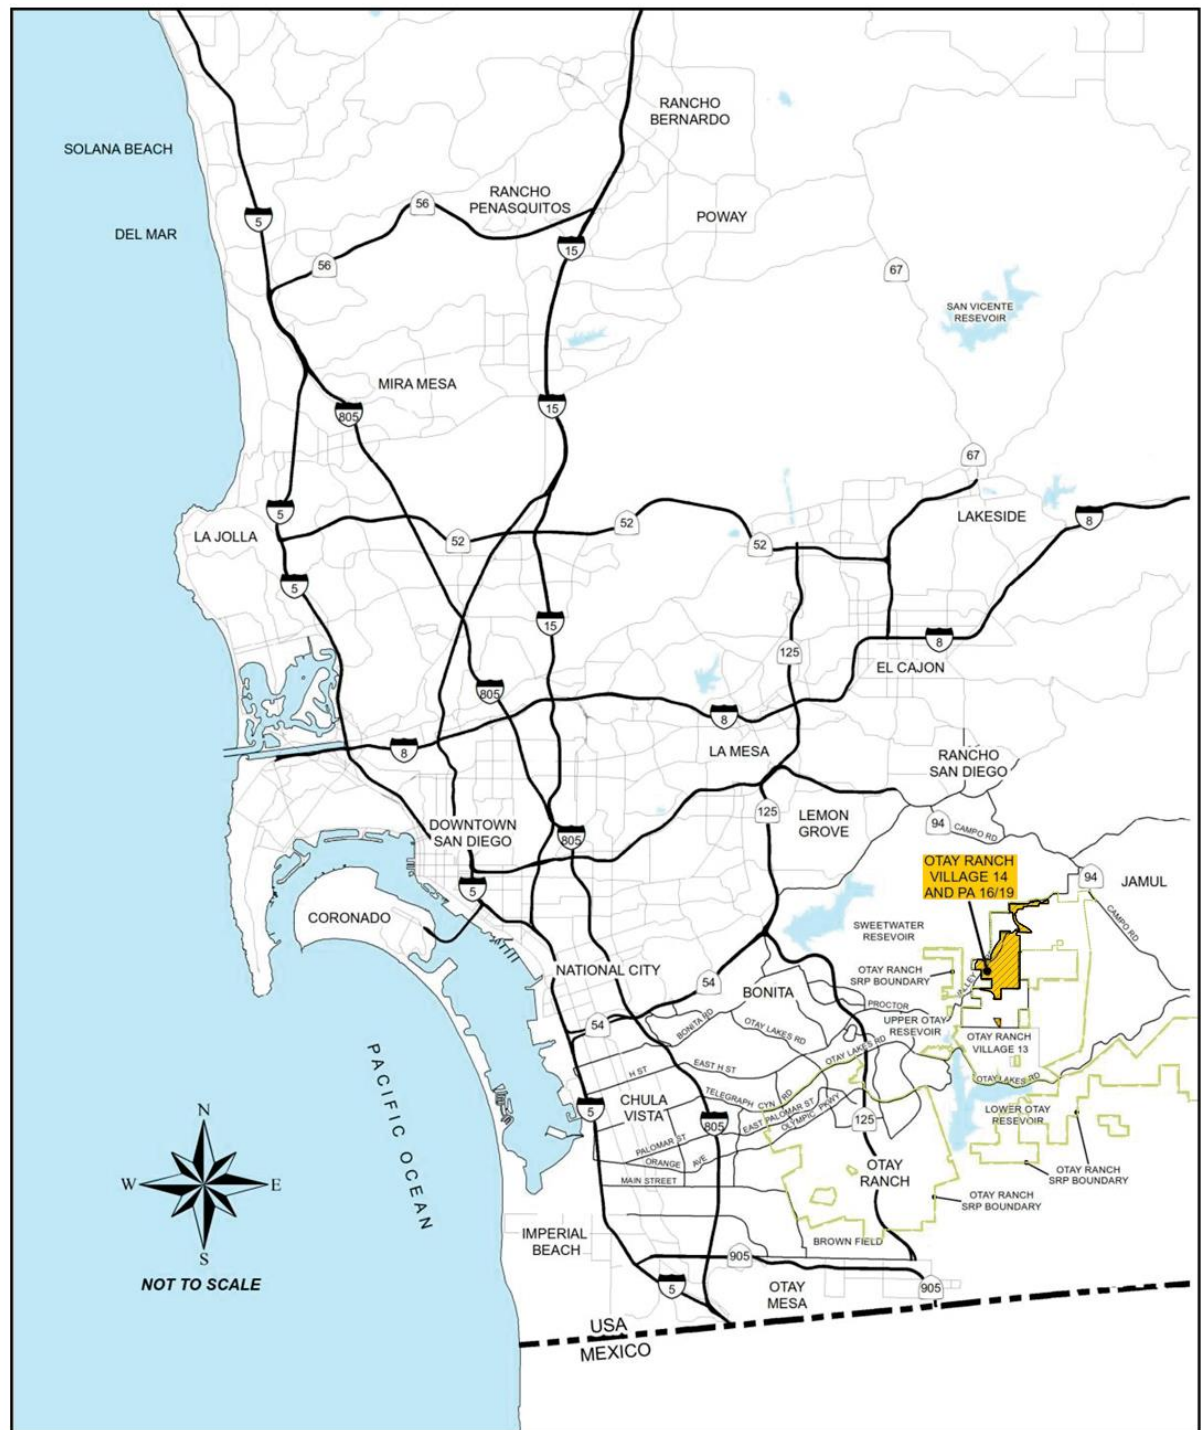 RANCHO
BERNARDO
SOLANA BEACH
RANCHO
PENASQUITOS
56
POWAY
5
DEL MAR
15
56
67
SAN VICENTE
RESEVOIR
MIRA MESA
15
805
67
5
LAKESIDE
8
52
LA JOLLA
52
52
5
15
8
125
EL CAJON
805
8
8
LA MESA
RANCHO
SAN DIEGO
125
LEMON
GROVE
94
CAMPO RD
DOWNTOWN
SAN DIEGO
805
OTAY RANCH
VILLAGE 14
AND PA 16/19
94
JAMUL
5
CORONADO
CAMPO RD
SWEETWATER
RESEVOIR
NATIONAL CITY
OTAY RANCH
SRP BOUNDARY
54
BONITA
PROCTOR
54
BONITA RD
OTAY LAKES RD
UPPER OTAY
RESEVOIR
OTAY RANCH
VILLAGE 13
OTAY LAKES RD
H ST
EAST H ST
OTAY LAKES RD
PACIFIC OCEAN
TELEGRAPH CYN RD
CHULA
VISTA
EAST PALOMAR ST
OLYMPIC PKWY
5
805
125
LOWER OTAY
RESEVOIR
PALOMAR ST
ORANGE AVE
MAIN STREET
OTAY
RANCH
OTAY RANCH
SRP BOUNDARY
OTAY RANCH
SRP BOUNDARY
N
W
E
S
NOT TO SCALE
IMPERIAL
BEACH
BROWN FIELD
905
5
OTAY
MESA
905
USA
MEXICO